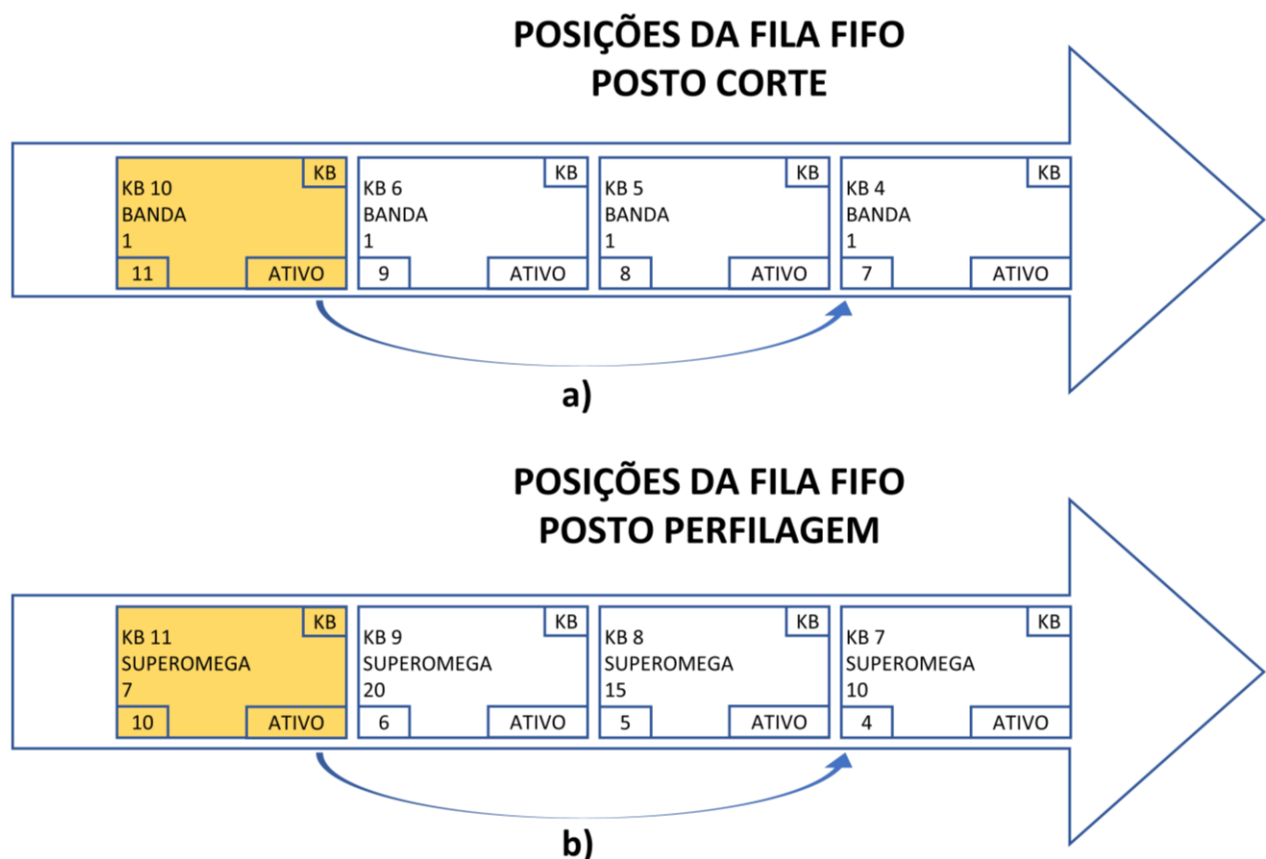 POSIÇÕES DA FILA FIFO
POSTO CORTE
KB
KB 10
BANDA
1
11
ATIVO
KB
KB 6
BANDA
1
9
ATIVO
KB
KB 5
BANDA
1
8
ATIVO
KB
KB 4
BANDA
1
7
ATIVO
a)
POSIÇÕES DA FILA FIFO
POSTO PERFILAGEM
KB
KB 11
SUPEROMEGA
7
10
ATIVO
KB
KB 9
SUPEROMEGA
20
6
ATIVO
KB
KB 8
SUPEROMEGA
15
5
ATIVO
KB
KB 7
SUPEROMEGA
10
4
ATIVO
b)